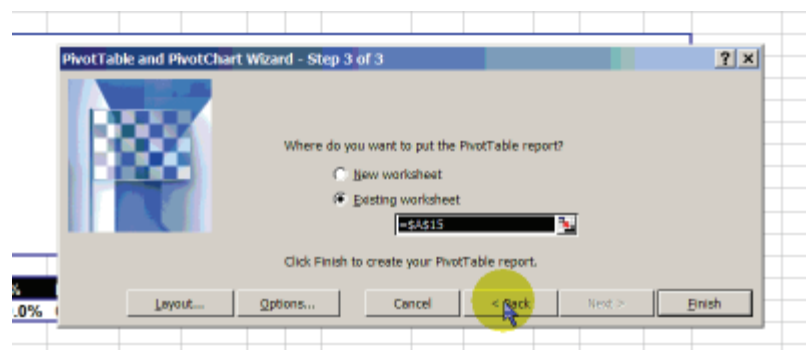 PivotTable and PivotChart Wizard - Step 3 of 3
Where do you want to put the PivotTable report?
New worksheet
Existing worksheet
=$A$15
Click Finish to create your PivotTable report.
%
.0%
Layout... Options... Cancel < Back Next > Finish